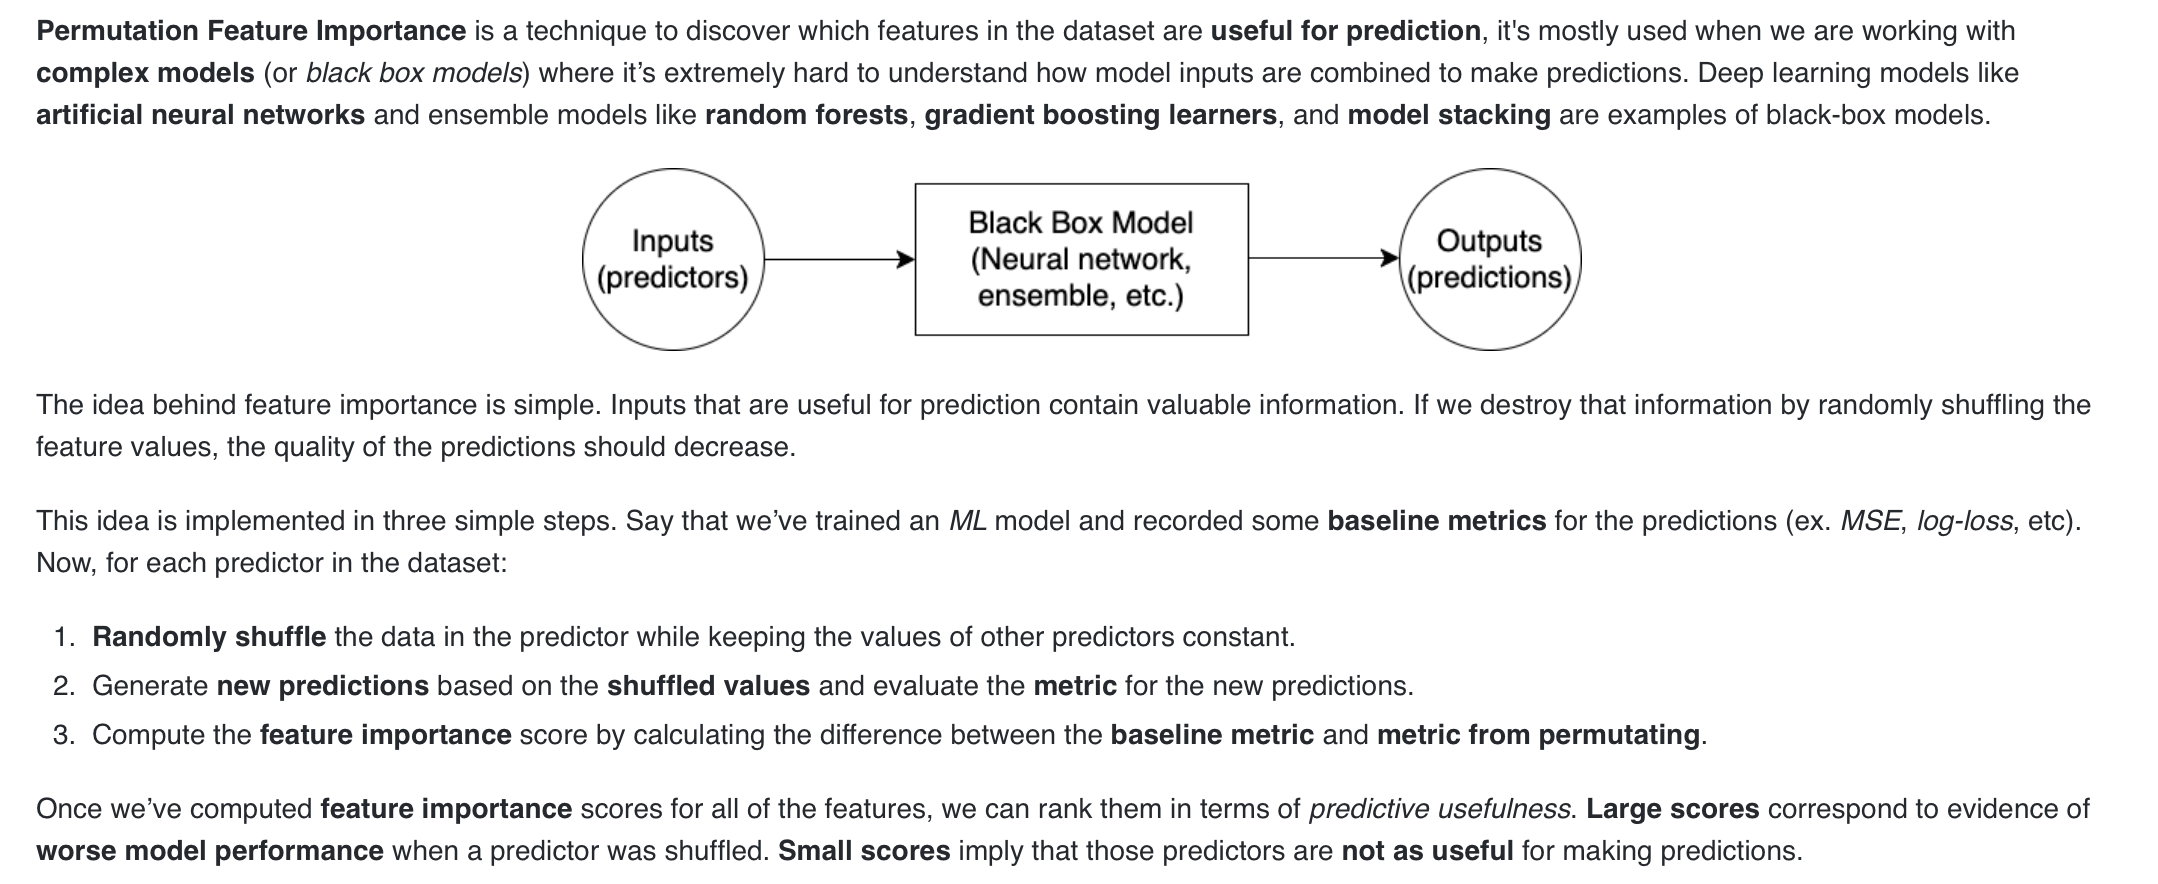 Permutation Feature Importance is a technique to discover which features in the dataset are useful for prediction, it's mostly used when we are working with
complex models (or black box models) where it’s extremely hard to understand how model inputs are combined to make predictions. Deep learning models like
artificial neural networks and ensemble models like random forests, gradient boosting learners, and model stacking are examples of black-box models.
Inputs
(predictors)
Black Box Model
(Neural network,
ensemble, etc.)
Outputs
(predictions)
The idea behind feature importance is simple. Inputs that are useful for prediction contain valuable information. If we destroy that information by randomly shuffling the
feature values, the quality of the predictions should decrease.
This idea is implemented in three simple steps. Say that we’ve trained an ML model and recorded some baseline metrics for the predictions (ex. MSE, log-loss, etc).
Now, for each predictor in the dataset:
1. Randomly shuffle the data in the predictor while keeping the values of other predictors constant.
2. Generate new predictions based on the shuffled values and evaluate the metric for the new predictions.
3. Compute the feature importance score by calculating the difference between the baseline metric and metric from permutating.
Once we’ve computed feature importance scores for all of the features, we can rank them in terms of predictive usefulness. Large scores correspond to evidence of
worse model performance when a predictor was shuffled. Small scores imply that those predictors are not as useful for making predictions.